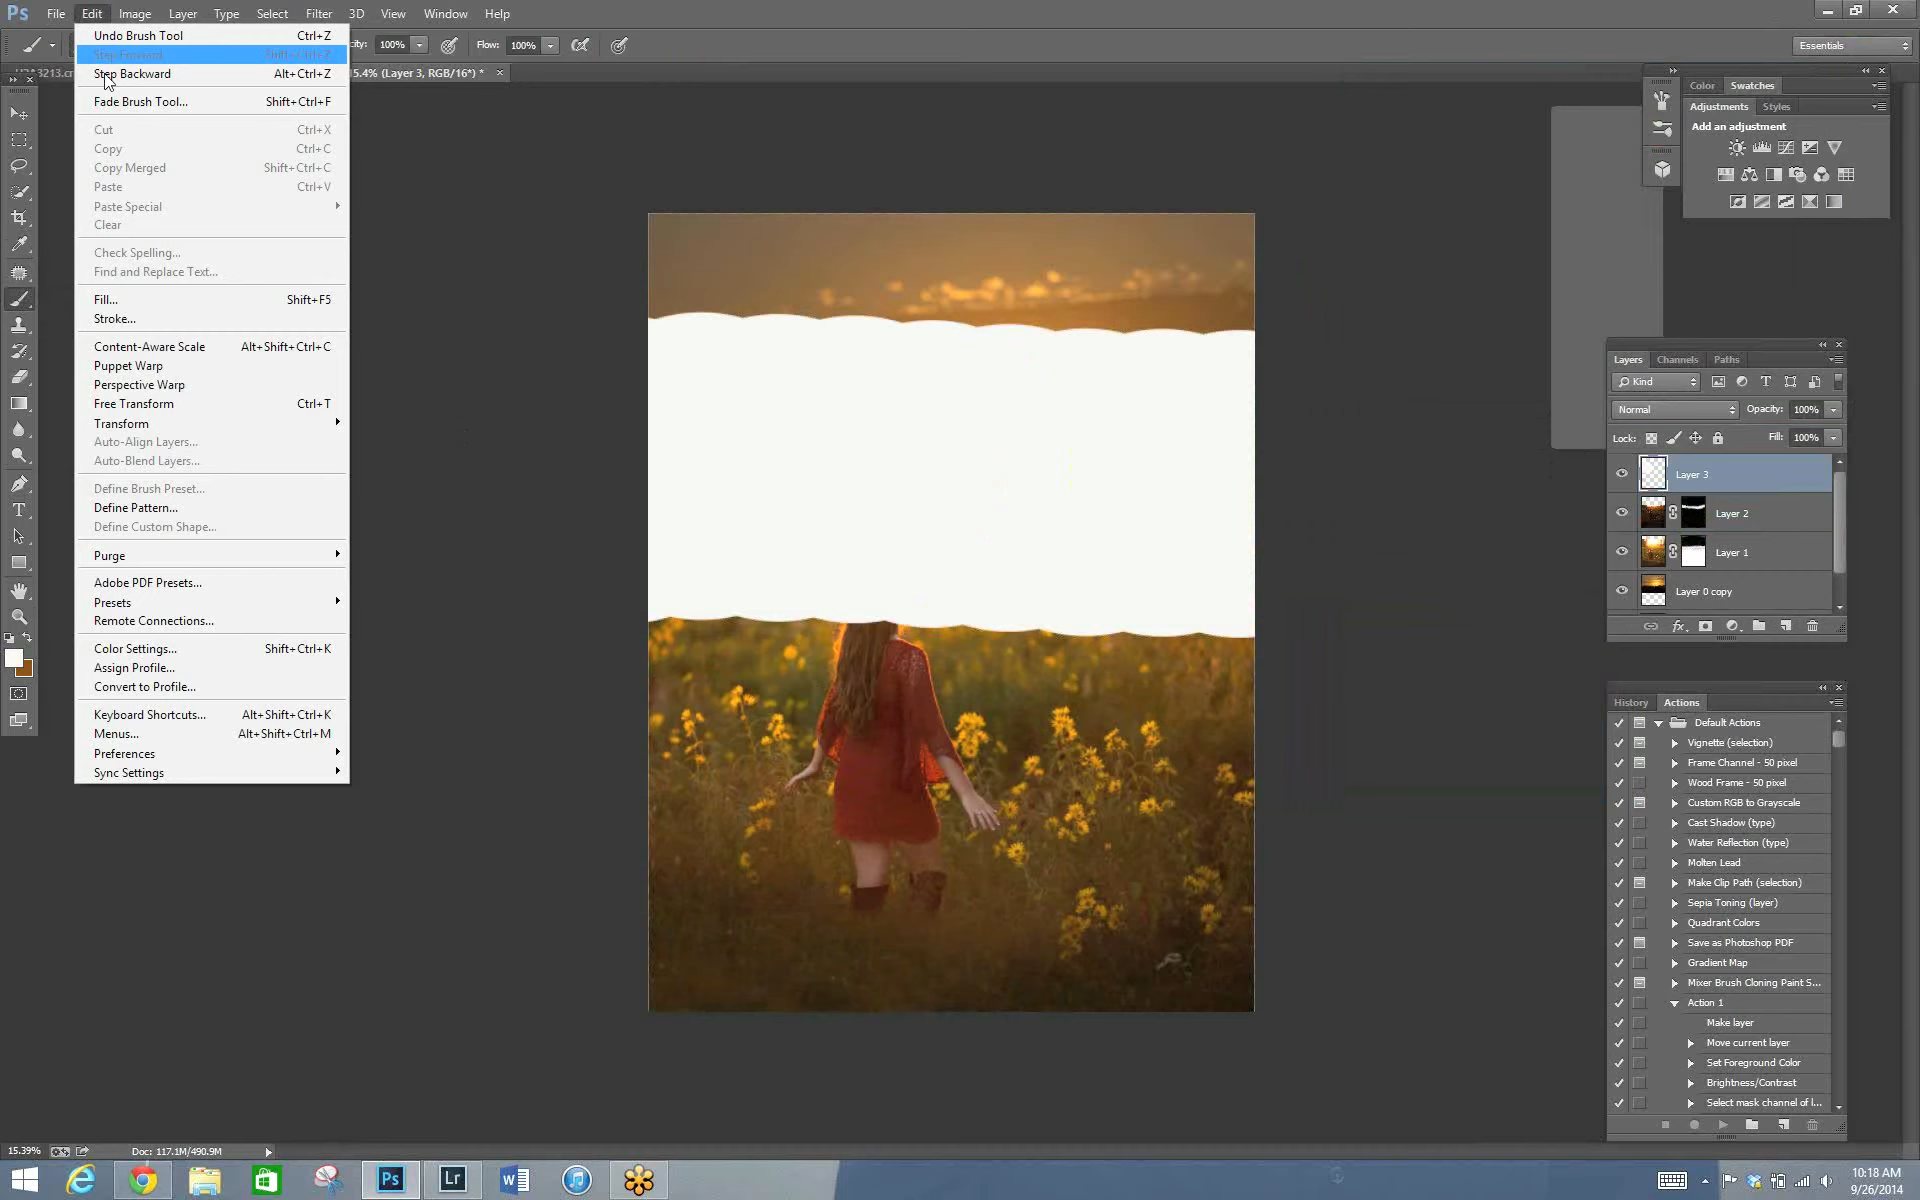 Ps File Edit Image Layer Type Select Filter 3D View Window Help
100% Flow: 100% Essentials
5.4% (Layer 3, RGB/16*) * ×
Undo Brush Tool Ctrl+Z
Step Forward
Step Backward Alt+Ctrl+Z
Fade Brush Tool... Shift+Ctrl+F
Cut Ctrl+X
Copy Ctrl+C
Copy Merged Shift+Ctrl+C
Paste Ctrl+V
Paste Special
Clear
Check Spelling...
Find and Replace Text...
Fill... Shift+F5
Stroke...
Content-Aware Scale Alt+Shift+Ctrl+C
Puppet Warp
Perspective Warp
Free Transform Ctrl+T
Transform
Auto-Align Layers...
Auto-Blend Layers...
Define Brush Preset...
Define Pattern...
Define Custom Shape...
Purge
Adobe PDF Presets...
Presets
Remote Connections...
Color Settings... Shift+Ctrl+K
Assign Profile...
Convert to Profile...
Keyboard Shortcuts... Alt+Shift+Ctrl+K
Menus... Alt+Shift+Ctrl+M
Preferences
Sync Settings
Color Swatches
Adjustments Styles
Add an adjustment
Layers Channels Paths
Kind
Normal Opacity: 100%
Lock: Fill: 100%
Layer 3
Layer 2
Layer 1
Layer 0 copy
History Actions
Default Actions
Vignette (selection)
Frame Channel - 50 pixel
Wood Frame - 50 pixel
Custom RGB to Grayscale
Cast Shadow (type)
Water Reflection (type)
Molten Lead
Make Clip Path (selection)
Sepia Toning (layer)
Quadrant Colors
Save as Photoshop PDF
Gradient Map
Mixer Brush Cloning Paint S...
Action 1
Make layer
Move current layer
Set Foreground Color
Brightness/Contrast
Select mask channel of l...
15.39% Doc: 117.1M/490.9M
Ps Lr
10:18 AM
9/26/2014